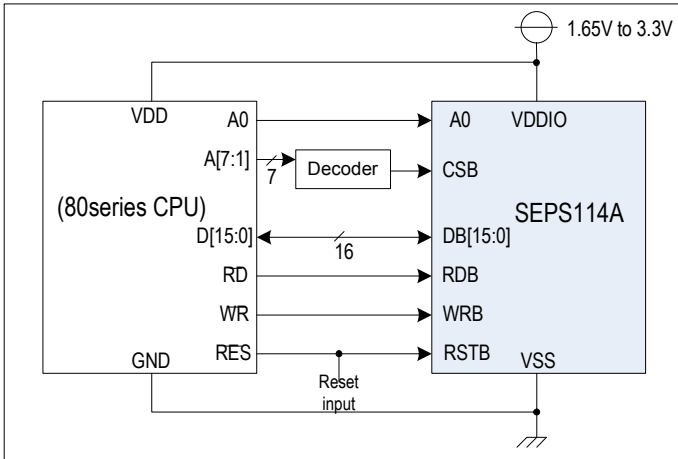 1.65V to 3.3V
VDD
A0
A0
VDDIO
A[7:1]
7
Decoder
CSB
(80series CPU)
SEPS114A
D[15:0]
16
DB[15:0]
RD
RDB
WR
WRB
RES
RSTB
GND
Reset
input
VSS